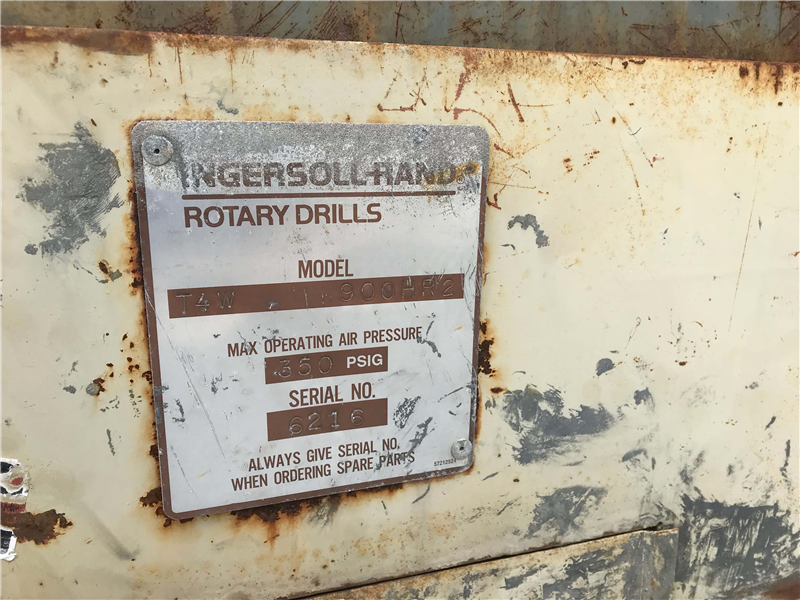 INGERSOLL-RAND
ROTARY DRILLS
MODEL
T4W 900HR2
MAX OPERATING AIR PRESSURE
350 PSIG
SERIAL NO.
6216
ALWAYS GIVE SERIAL NO.
WHEN ORDERING SPARE PARTS